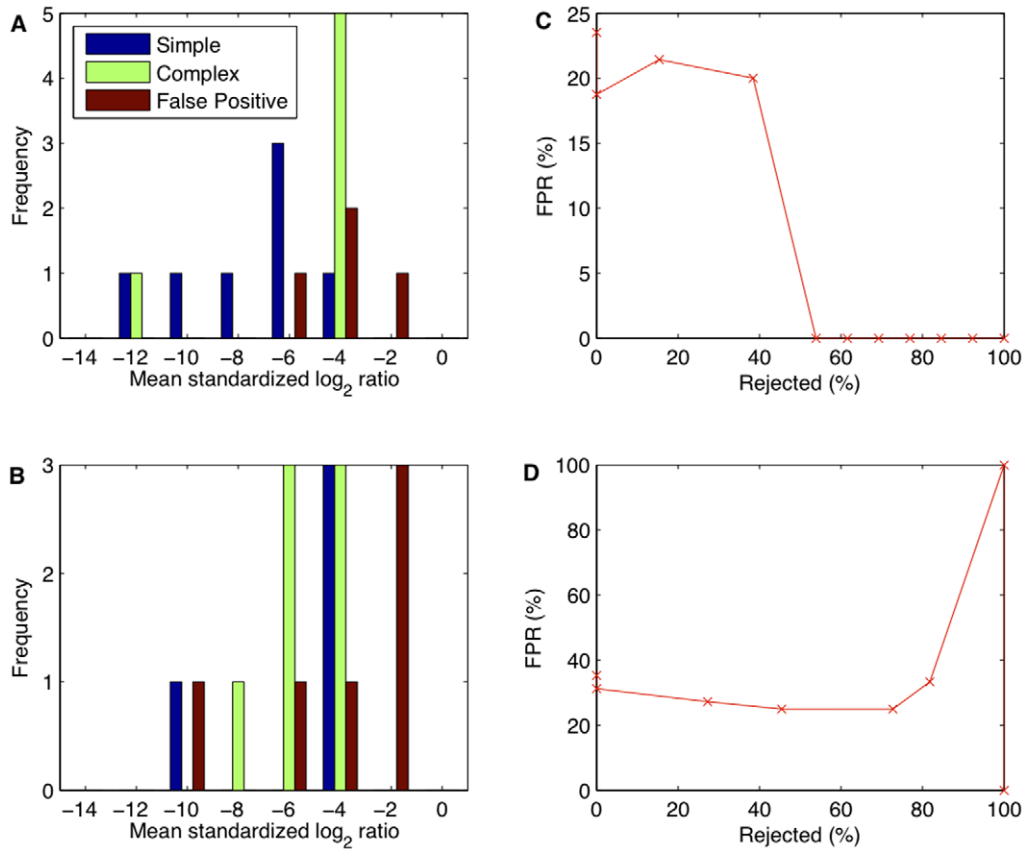 A
5
4
3
2
1
0
Frequency
Simple
Complex
False Positive
−14 −12 −10 −8 −6 −4 −2 0
Mean standardized log2 ratio
C
25
20
15
10
5
0
FPR (%)
0 20 40 60 80 100
Rejected (%)
B
3
2
1
0
Frequency
−14 −12 −10 −8 −6 −4 −2 0
Mean standardized log2 ratio
D
100
80
60
40
20
0
FPR (%)
0 20 40 60 80 100
Rejected (%)